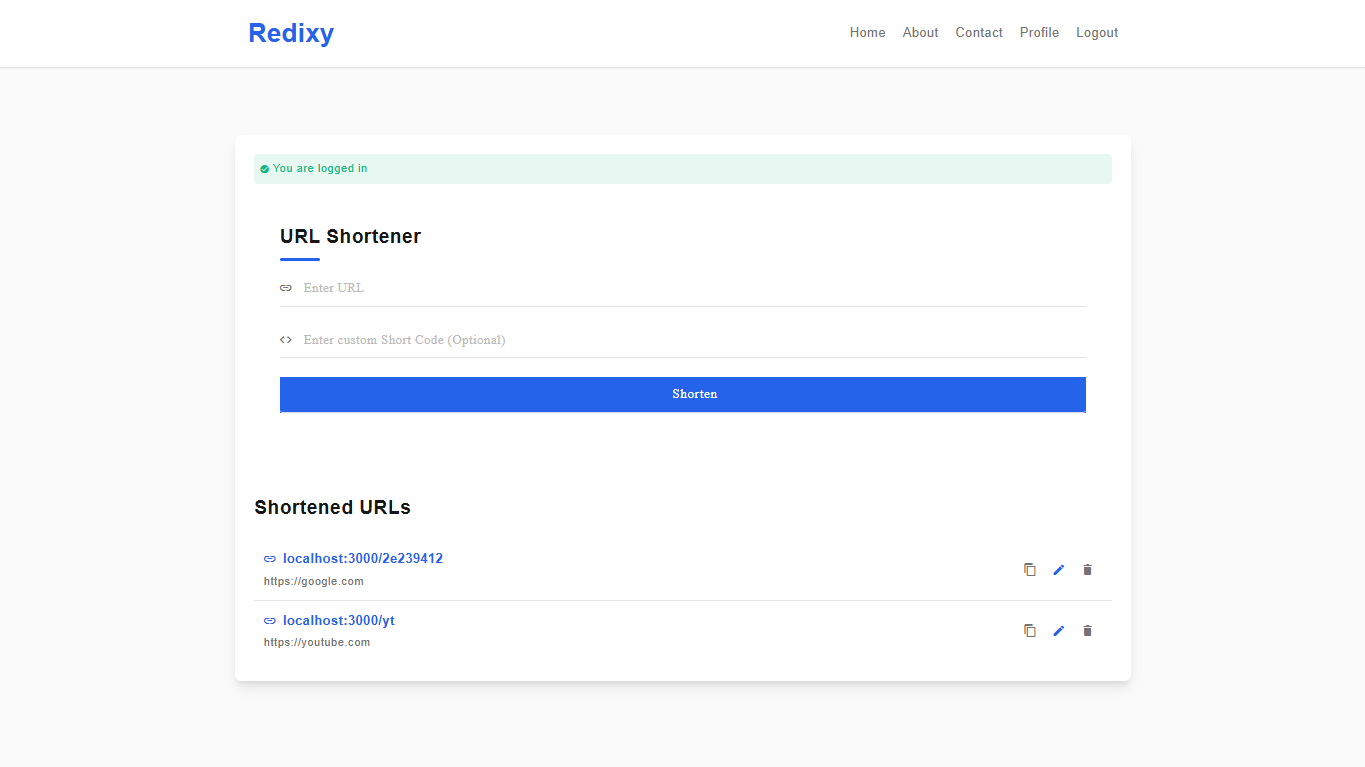 Redixy
Home About Contact Profile Logout
You are logged in
URL Shortener
Enter URL
Enter custom Short Code (Optional)
Shorten
Shortened URLs
localhost:3000/2e239412
https://google.com
localhost:3000/yt
https://youtube.com